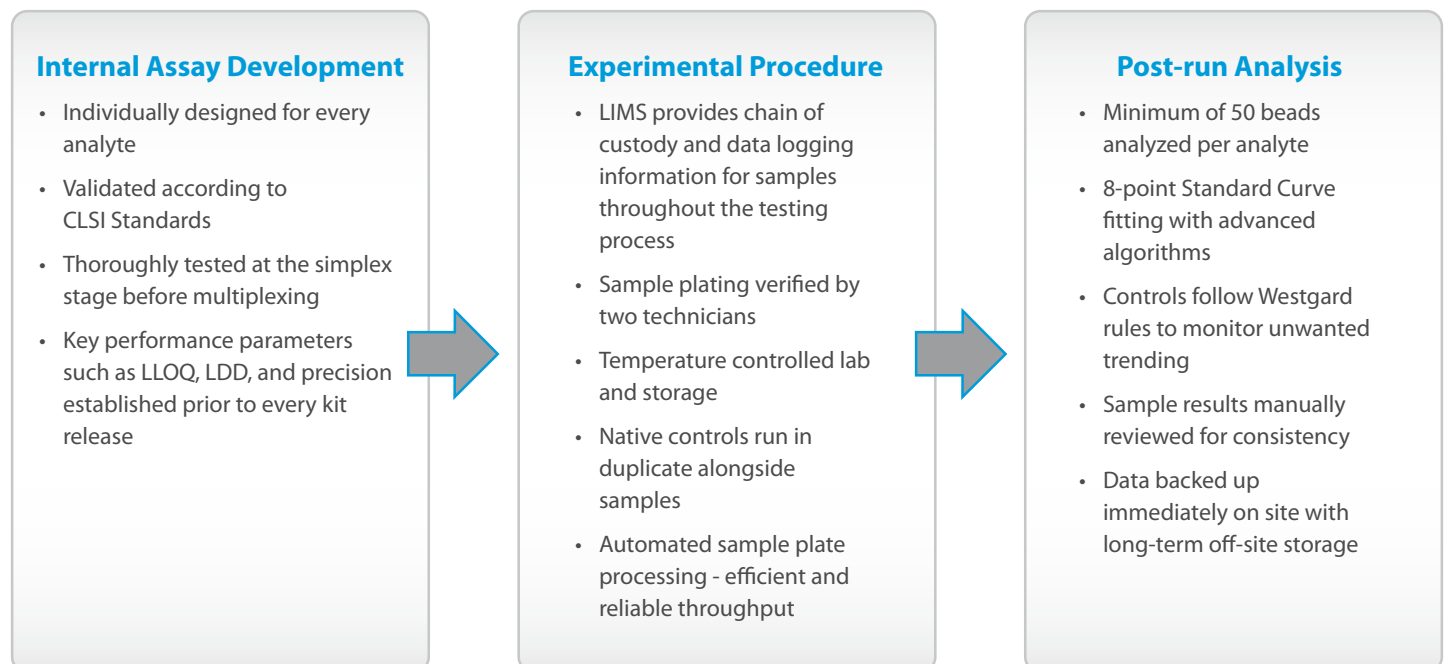 Internal Assay Development
• Individually designed for every
analyte
• Validated according to
CLSI Standards
• Thoroughly tested at the simplex
stage before multiplexing
• Key performance parameters
such as LLOQ, LDD, and precision
established prior to every kit
release
Experimental Procedure
• LIMS provides chain of
custody and data logging
information for samples
throughout the testing
process
• Sample plating verified by
two technicians
• Temperature controlled lab
and storage
• Native controls run in
duplicate alongside
samples
• Automated sample plate
processing - efficient and
reliable throughput
Post-run Analysis
• Minimum of 50 beads
analyzed per analyte
• 8-point Standard Curve
fitting with advanced
algorithms
• Controls follow Westgard
rules to monitor unwanted
trending
• Sample results manually
reviewed for consistency
• Data backed up
immediately on site with
long-term off-site storage